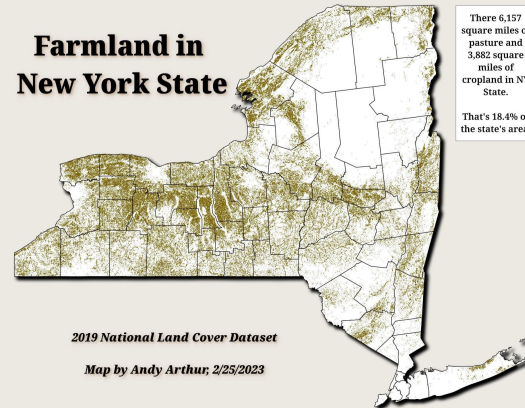 Farmland in
New York State
There 6,157
square miles o
pasture and
3,882 square
miles of
cropland in NY
State.
That's 18.4% o
the state's area
2019 National Land Cover Dataset
Map by Andy Arthur, 2/25/2023